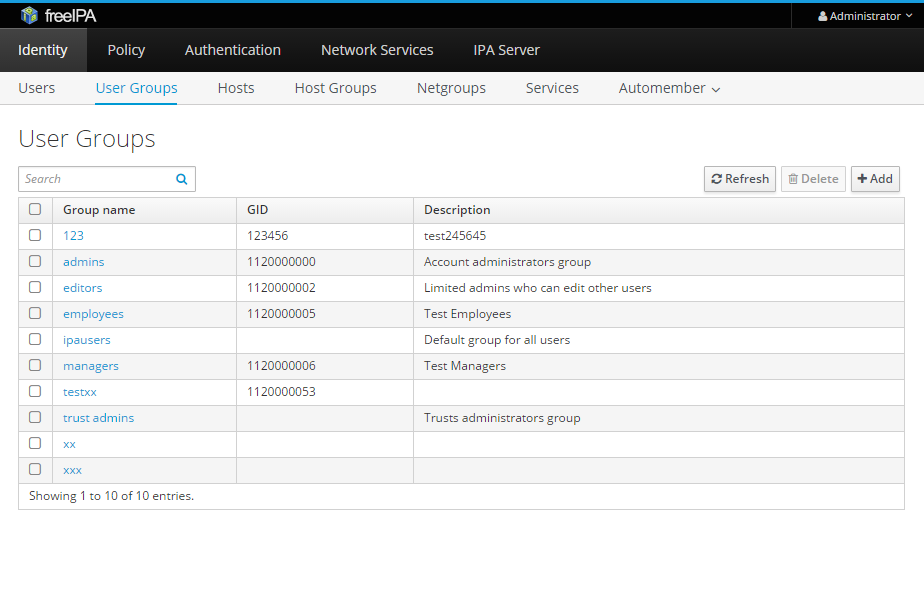 freeIPA Administrator
Identity Policy Authentication Network Services IPA Server
Users User Groups Hosts Host Groups Netgroups Services Automember
User Groups
Search Refresh Delete Add
Group name GID Description
123 123456 test245645
admins 1120000000 Account administrators group
editors 1120000002 Limited admins who can edit other users
employees 1120000005 Test Employees
ipausers Default group for all users
managers 1120000006 Test Managers
testxx 1120000053
trust admins Trusts administrators group
xx
xxx
Showing 1 to 10 of 10 entries.